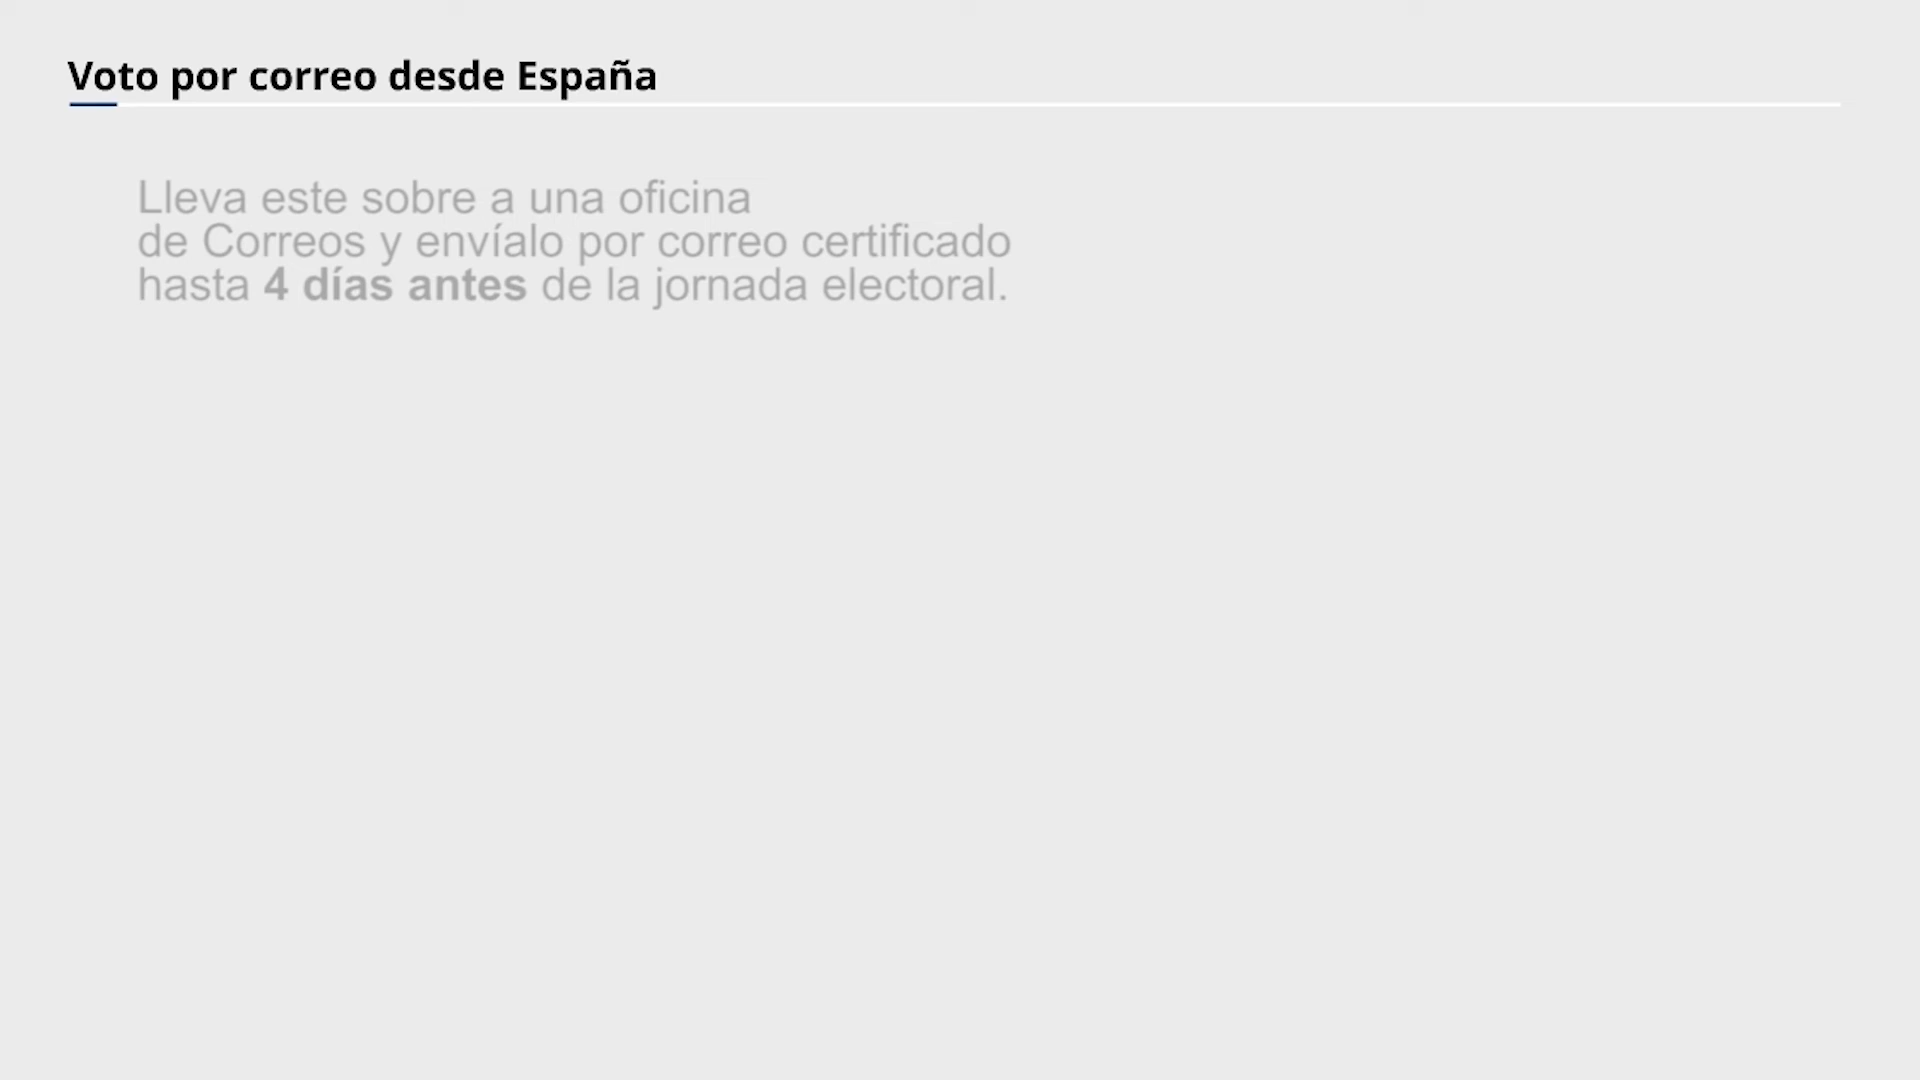 Voto por correo desde España
Lleva este sobre a una oficina
de Correos y envíalo por correo certificado
hasta 4 días antes de la jornada electoral.